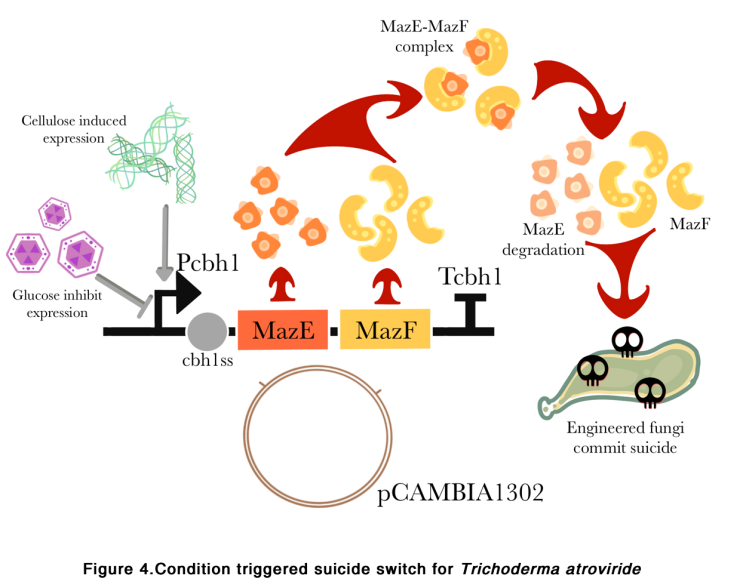 MazE-MazF
complex
Cellulose induced
expression
MazE
degradation
MazF
Pcbh1
Tcbh1
Glucose inhibit
expression
MazE
MazF
cbh1ss
Engineered fungi
commit suicide
pCAMBIA1302
Figure 4.Condition triggered suicide switch for Trichoderma atroviride